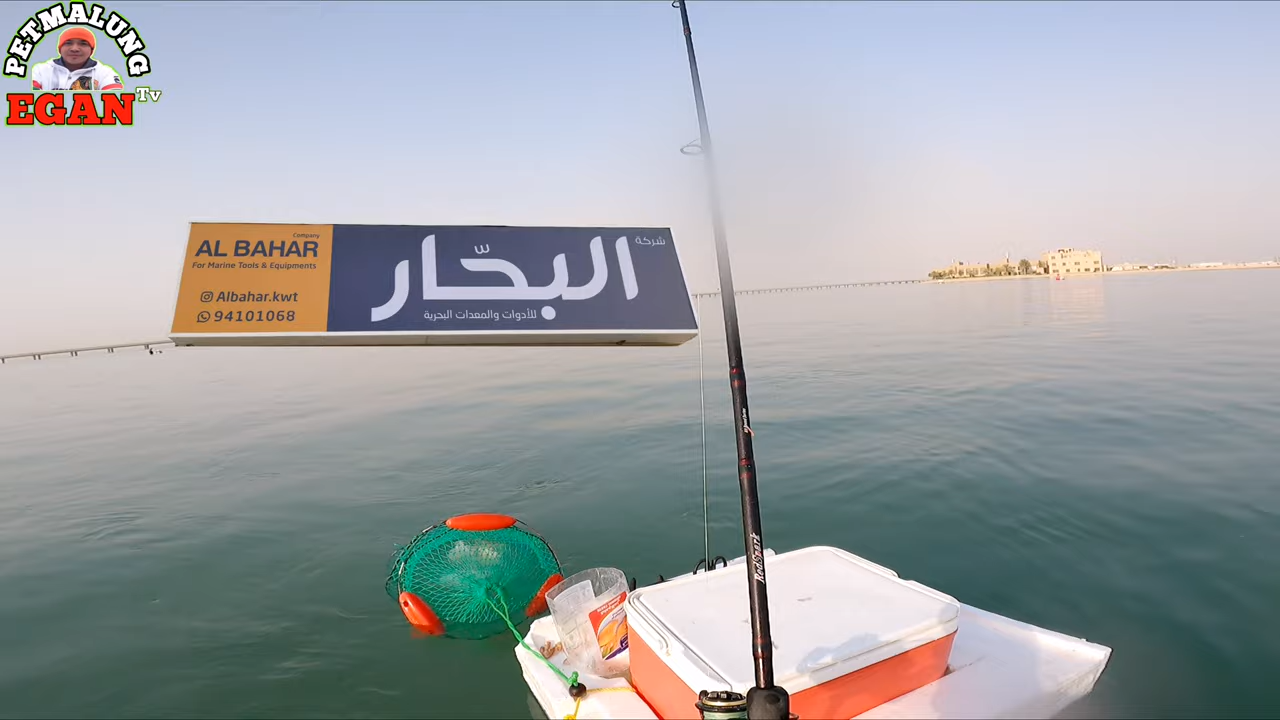 PETMALUNG
EGAN Tv
Company
AL BAHAR
For Marine Tools & Equipments
Albahar.kwt
94101068
شركة
البحّار
للأدوات والمعدات البحرية
RedSpark